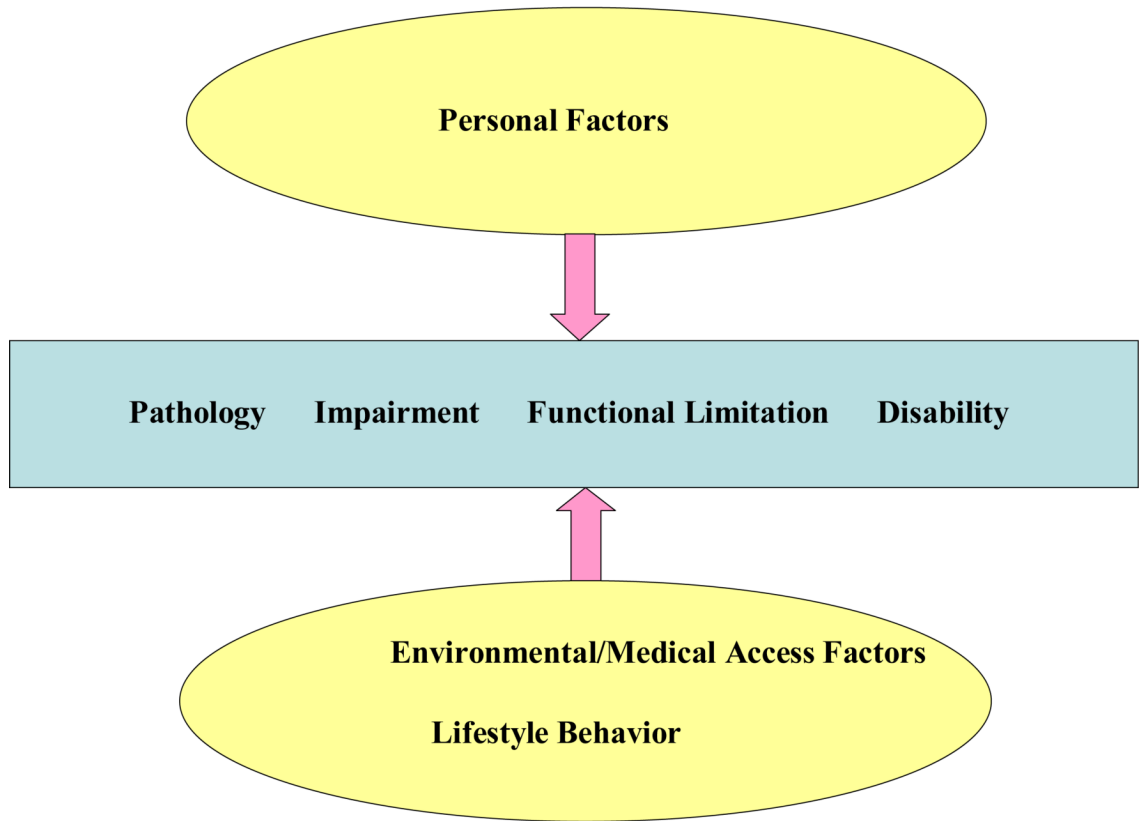 Personal Factors
Pathology Impairment Functional Limitation Disability
Environmental/Medical Access Factors
Lifestyle Behavior